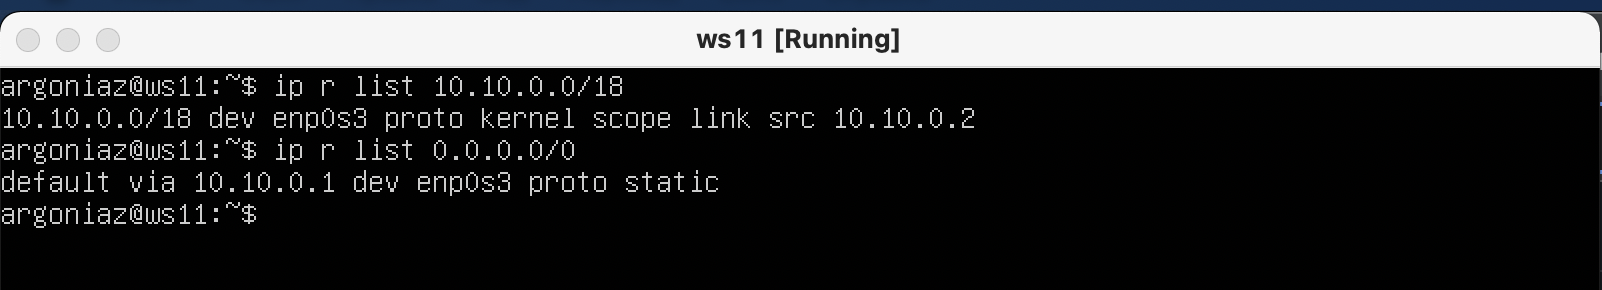 ws11 [Running]
argoniaz@ws11:~$ ip r list 10.10.0.0/18
10.10.0.0/18 dev enp0s3 proto kernel scope link src 10.10.0.2
argoniaz@ws11:~$ ip r list 0.0.0.0/0
default via 10.10.0.1 dev enp0s3 proto static
argoniaz@ws11:~$